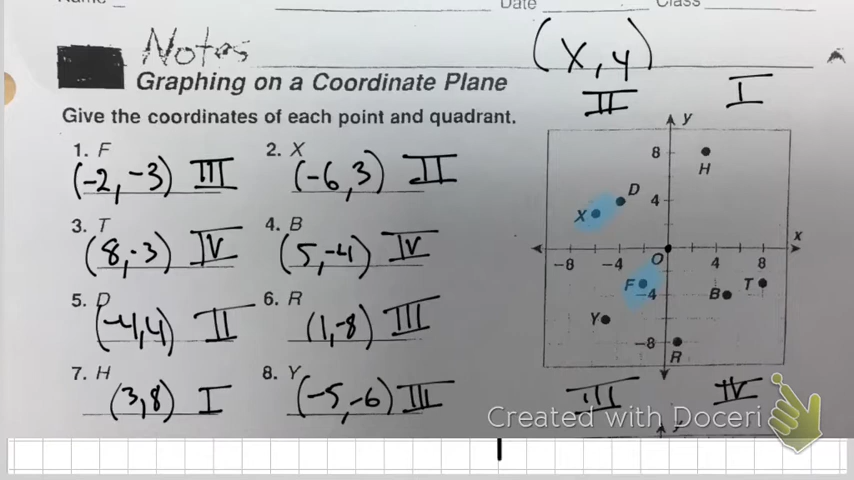 Date Class
Notes
(x, y)
Graphing on a Coordinate Plane
II I
Give the coordinates of each point and quadrant.
1. F 2. X
(-2, -3) III (-6, 3) II
3. T 4. B
(8, -3) IV (5, -4) IV
5. D 6. R
(-4, 4) II (1, -8) III
7. H 8. Y
(3, 8) I (-5, -6) III
y
8
H
D
X
4
x
-8 -4 O 4 8
F
-4
B T
Y
-8
R
III IV
Created with Doceri
y